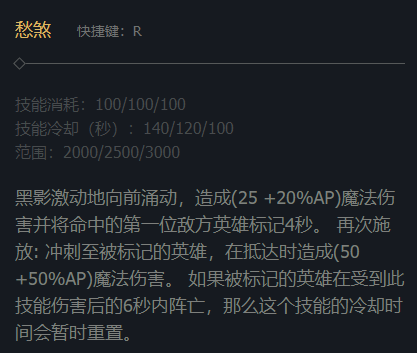 愁煞 快捷键：R
技能消耗：100/100/100
技能冷却（秒）：140/120/100
范围：2000/2500/3000
黑影激动地向前涌动，造成(25 +20%AP)魔法伤
害并将命中的第一位敌方英雄标记4秒。 再次施
放: 冲刺至被标记的英雄，在抵达时造成(50
+50%AP)魔法伤害。 如果被标记的英雄在受到此
技能伤害后的6秒内阵亡，那么这个技能的冷却时
间会暂时重置。